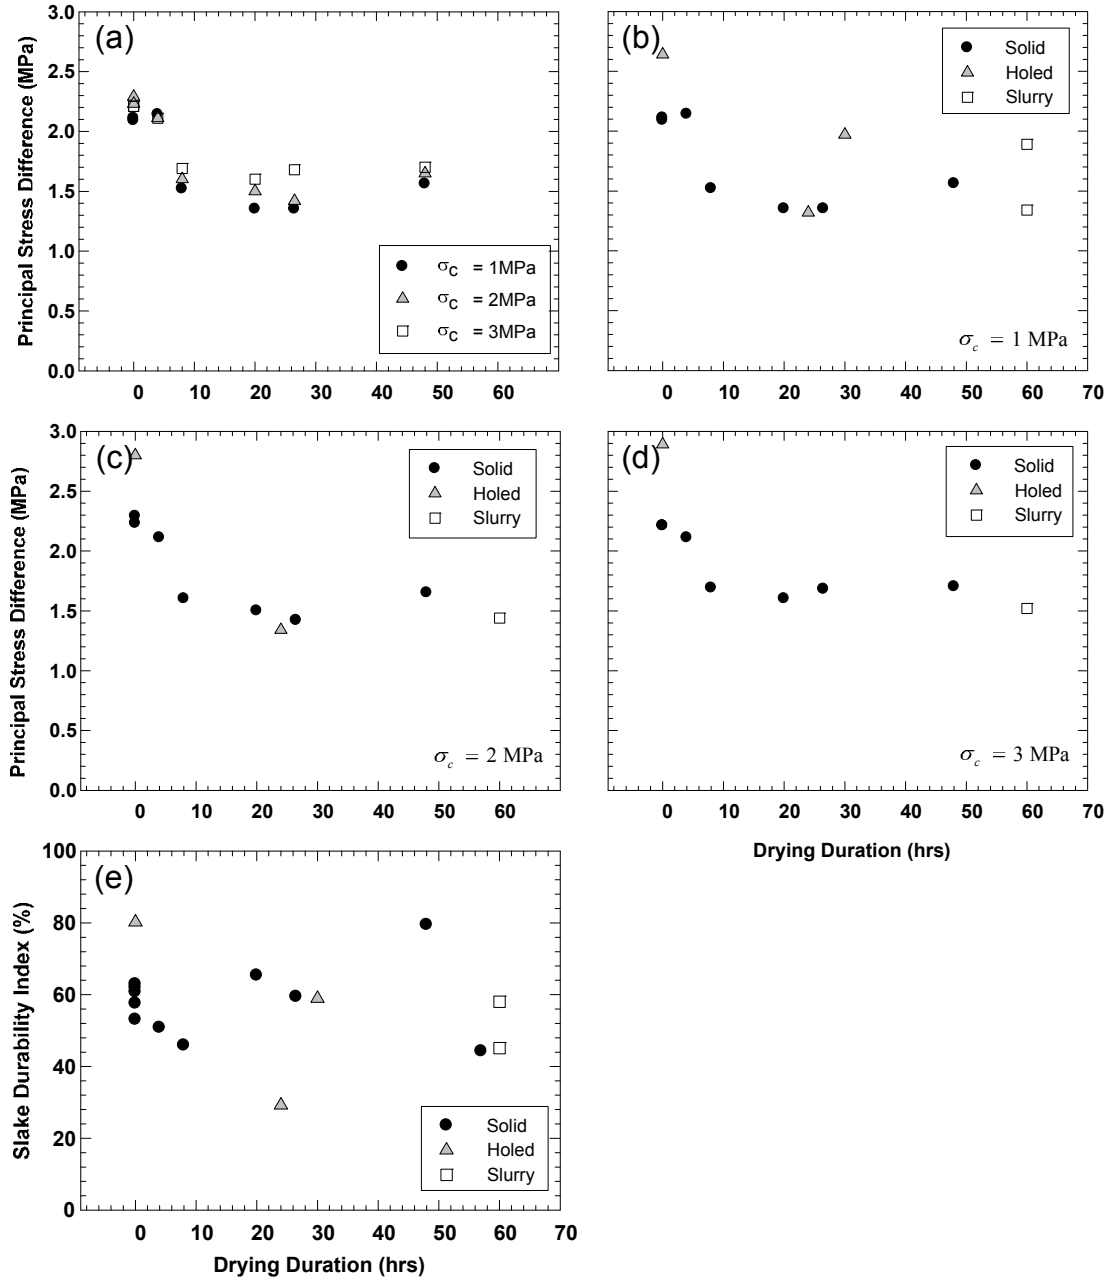 (a)
Principal Stress Difference (MPa)
3.0
2.5
2.0
1.5
1.0
0.5
0.0
σc = 1MPa
σc = 2MPa
σc = 3MPa
0 10 20 30 40 50 60
(b)
Solid
Holed
Slurry
σc = 1 MPa
0 10 20 30 40 50 60 70
(c)
Principal Stress Difference (MPa)
3.0
2.5
2.0
1.5
1.0
0.5
0.0
Solid
Holed
Slurry
σc = 2 MPa
0 10 20 30 40 50 60
(d)
Solid
Holed
Slurry
σc = 3 MPa
0 10 20 30 40 50 60 70
Drying Duration (hrs)
(e)
Slake Durability Index (%)
100
80
60
40
20
0
Solid
Holed
Slurry
0 10 20 30 40 50 60 70
Drying Duration (hrs)